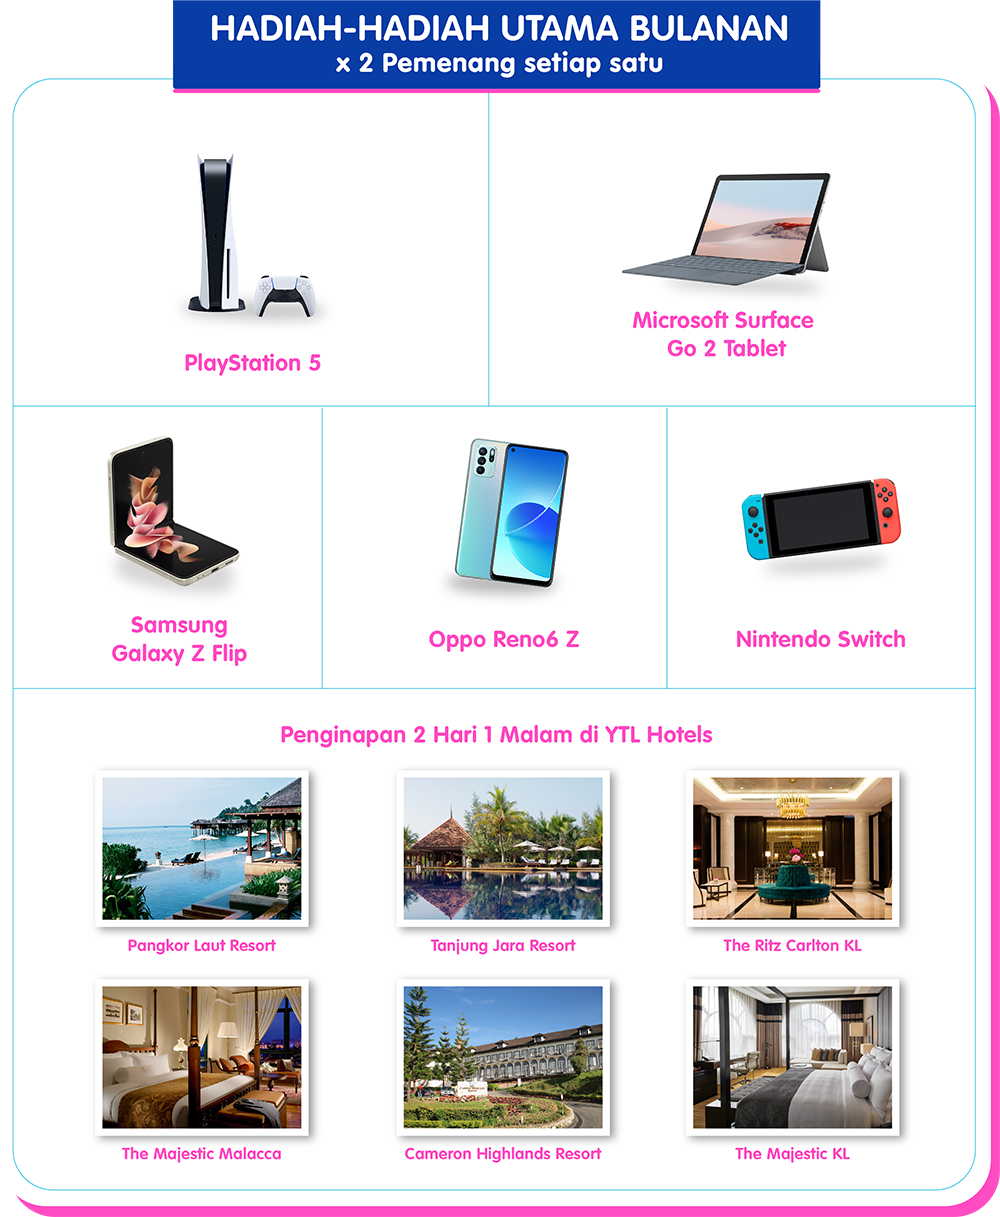 HADIAH-HADIAH UTAMA BULANAN
x 2 Pemenang setiap satu
PlayStation 5
Microsoft Surface
Go 2 Tablet
Samsung
Galaxy Z Flip
Oppo Reno6 Z
Nintendo Switch
Penginapan 2 Hari 1 Malam di YTL Hotels
Pangkor Laut Resort
Tanjung Jara Resort
The Ritz Carlton KL
The Majestic Malacca
Cameron Highlands Resort
The Majestic KL